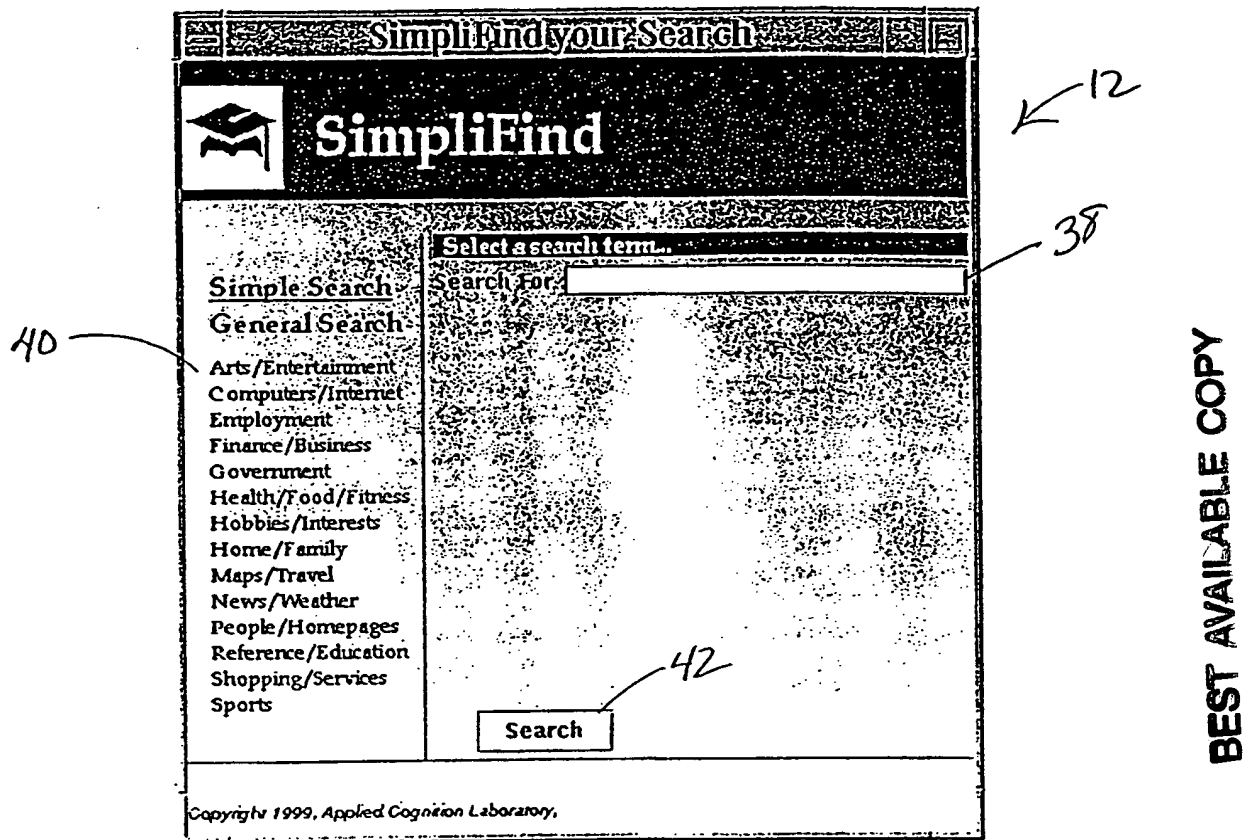 SimpliFind your Search
SimpliFind
12
Select a search term...
38
Search For:
Simple Search
General Search
40
Arts/Entertainment
Computers/Internet
Employment
Finance/Business
Government
Health/Food/Fitness
Hobbies/Interests
Home/Family
Maps/Travel
News/Weather
People/Homepages
Reference/Education
Shopping/Services
Sports
42
Search
Copyright 1999, Applied Cognition Laboratory,
BEST AVAILABLE COPY